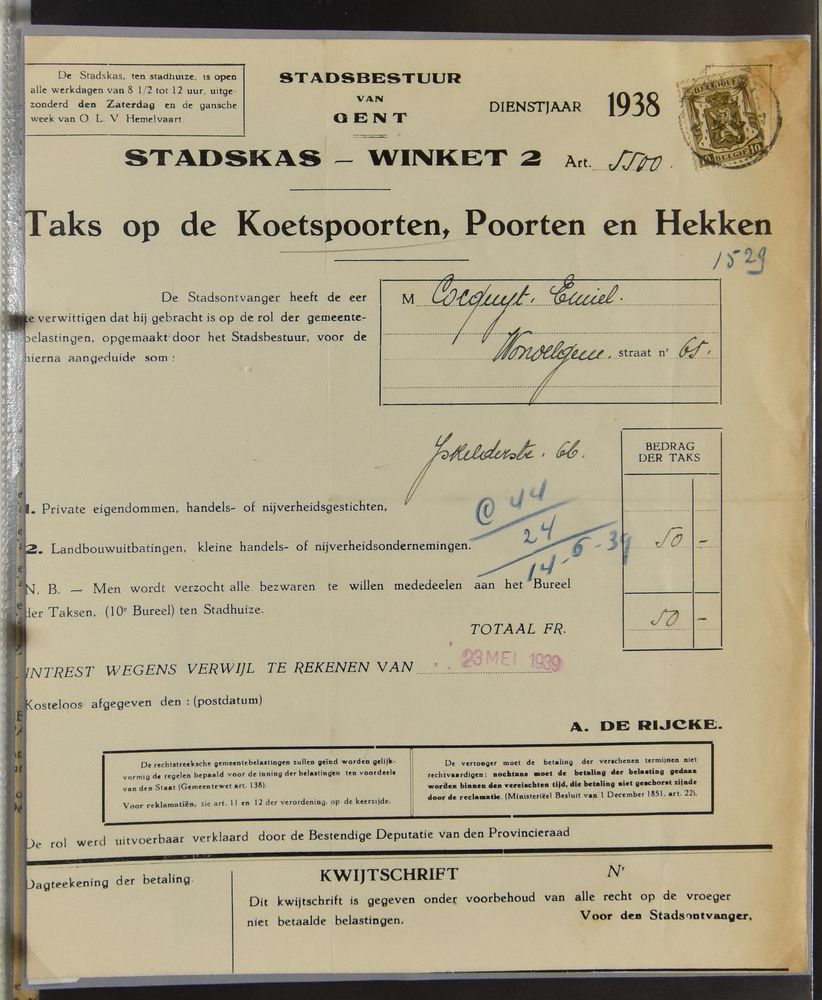 De Stadskas, ten stadhuize, is open
alle werkdagen van 8 1/2 tot 12 uur, uitge-
zonderd den Zaterdag en de gansche
week van O. L. V Hemelvaart
STADSBESTUUR
VAN
GENT
DIENSTJAAR 1938
BELGIQUE
10 BELGIË 10
STADSKAS – WINKET 2 Art. 5500.
Taks op de Koetspoorten, Poorten en Hekken
1529
De Stadsontvanger heeft de eer
te verwittigen dat hij gebracht is op de rol der gemeente-
belastingen, opgemaakt door het Stadsbestuur, voor de
hierna aangeduide som :
M Cocquyt. Emiel.
straat nr 65.
66.
BEDRAG
DER TAKS
1. Private eigendommen, handels- of nijverheidsgestichten,
@ 44
24
14-6-39
2. Landbouwuitbatingen, kleine handels- of nijverheidsondernemingen.
50 -
N. B. — Men wordt verzocht alle bezwaren te willen mededeelen aan het Bureel
der Taksen, (10e Bureel) ten Stadhuize.
TOTAAL FR. 50 -
INTREST WEGENS VERWIJL TE REKENEN VAN 23 MEI 1939
Kosteloos afgegeven den : (postdatum)
A. DE RIJCKE.
De rechtstreeksche gemeentebelastingen zullen geïnd worden gelijk-
vormig de regelen bepaald voor de inning der belastingen ten voordeele
van den Staat (Gemeentewet art. 138).
Voor reklamatiën, zie art. 11 en 12 der verordening, op de keerzijde.
De vertooger moet de betaling der verschenen termijnen niet
rechtvaardigen; nochtans moet de betaling der belasting gedaan
worden binnen den vereischten tijd, die betaling niet geschorst zijnde
door de reclamatie. (Ministeriëel Besluit van 1 December 1851, art. 22).
De rol werd uitvoerbaar verklaard door de Bestendige Deputatie van den Provincieraad
Dagteekening der betaling.
KWIJTSCHRIFT Nr
Dit kwijtschrift is gegeven onder voorbehoud van alle recht op de vroeger
niet betaalde belastingen.
Voor den Stadsontvanger,